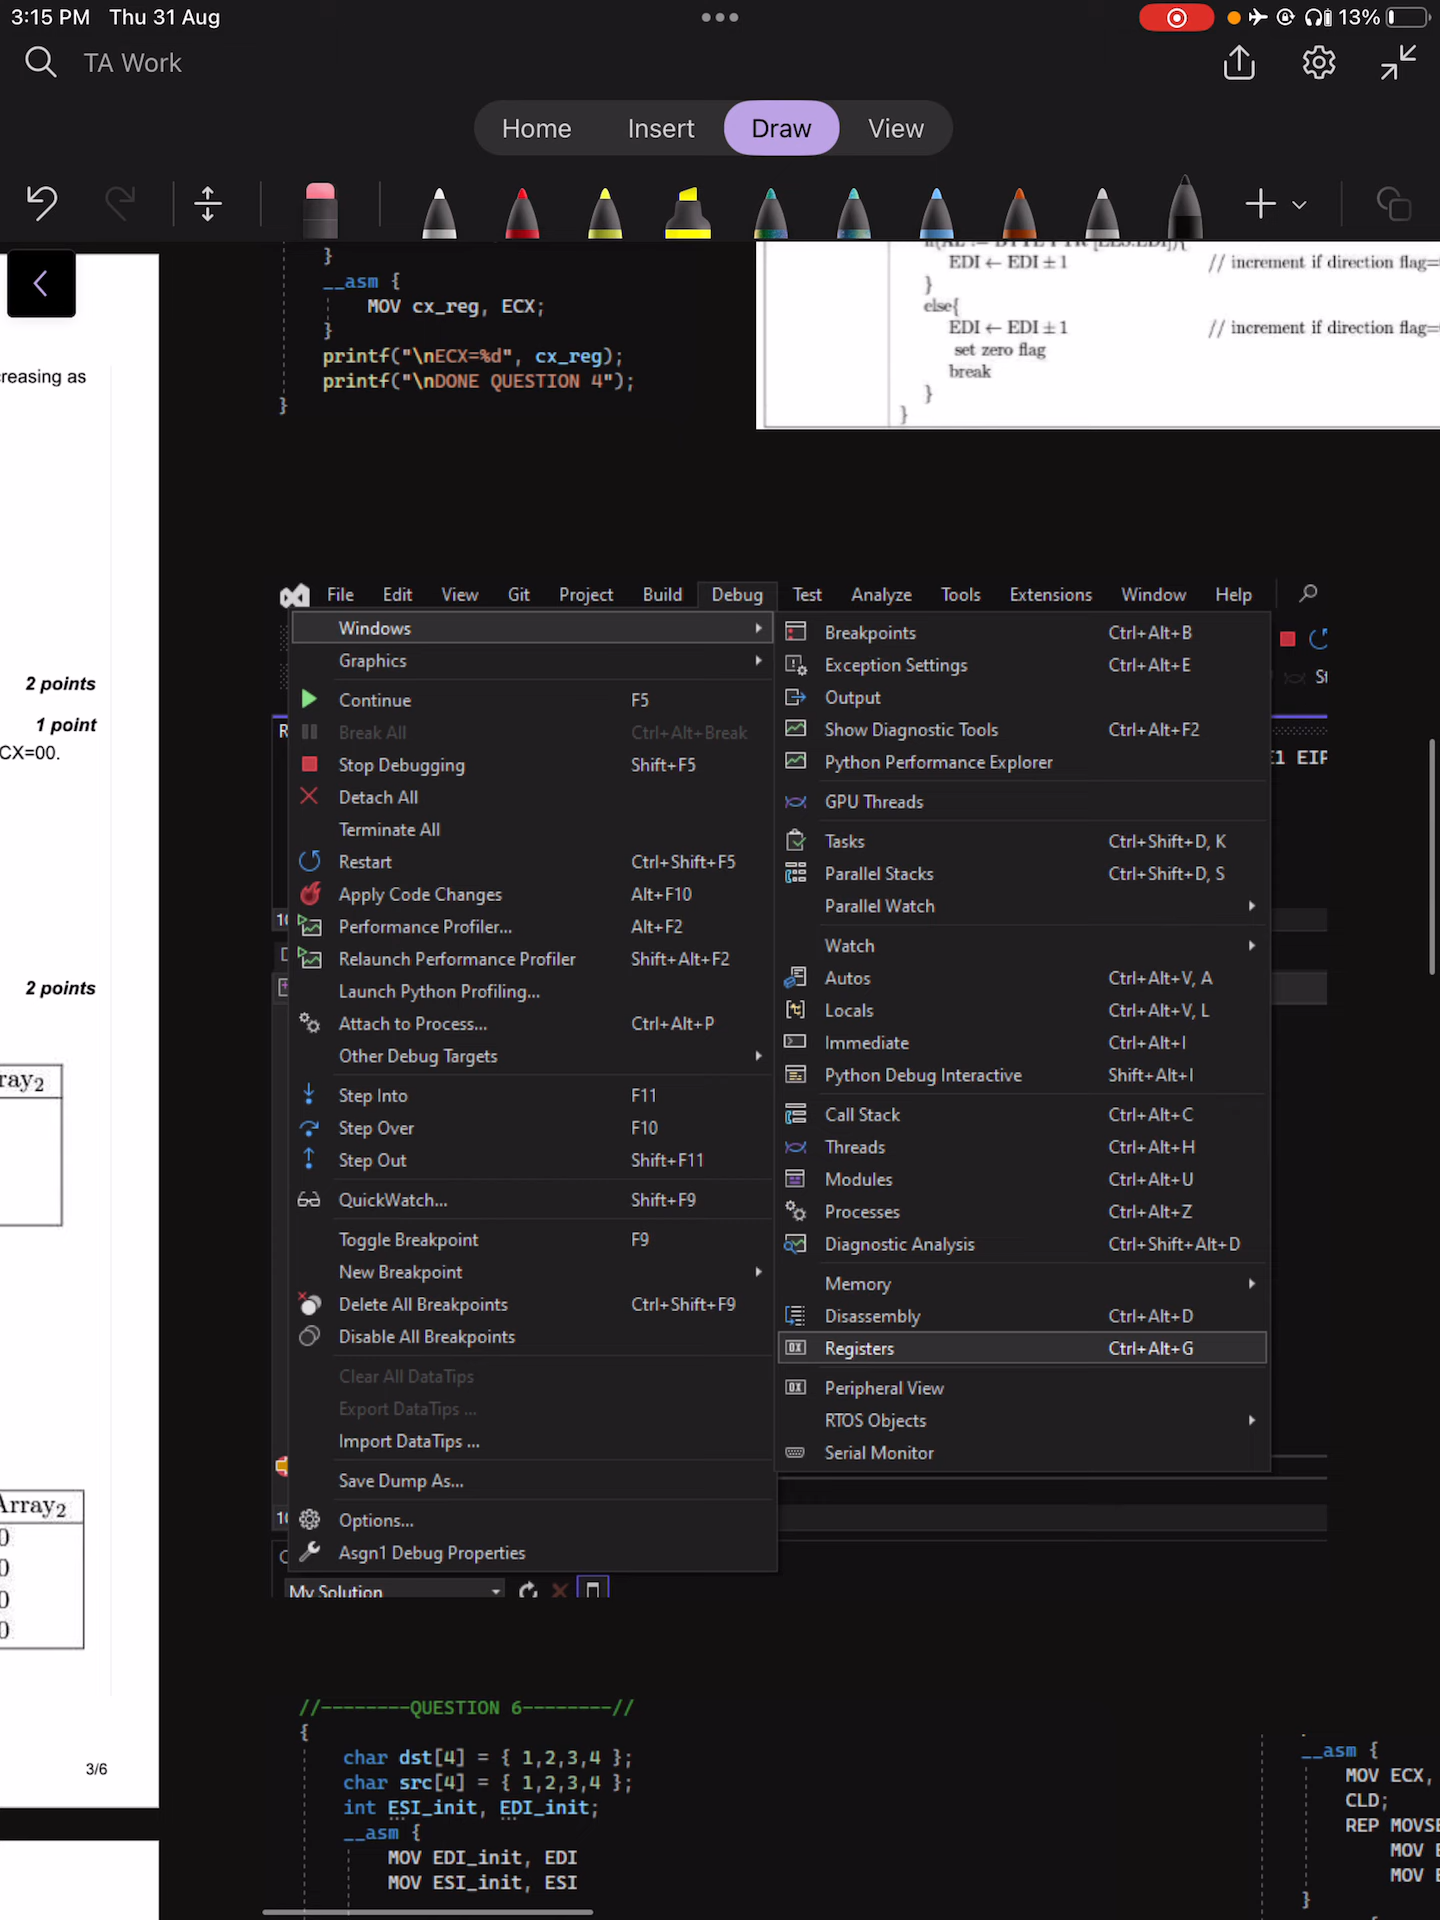 3:15 PM Thu 31 Aug
13%
TA Work
Home Insert Draw View
}
__asm {
MOV cx_reg, ECX;
}
printf("\nECX=%d", cx_reg);
printf("\nDONE QUESTION 4");
}
EDI ← EDI ± 1 // increment if direction flag=
}
else{
EDI ← EDI ± 1 // increment if direction flag=
set zero flag
break
}
}
creasing as
2 points
1 point
CX=00.
2 points
ray2
Array2
0
0
0
0
3/6
File Edit View Git Project Build Debug Test Analyze Tools Extensions Window Help
Windows
Graphics
Continue F5
Break All Ctrl+Alt+Break
Stop Debugging Shift+F5
Detach All
Terminate All
Restart Ctrl+Shift+F5
Apply Code Changes Alt+F10
Performance Profiler... Alt+F2
Relaunch Performance Profiler Shift+Alt+F2
Launch Python Profiling...
Attach to Process... Ctrl+Alt+P
Other Debug Targets
Step Into F11
Step Over F10
Step Out Shift+F11
QuickWatch... Shift+F9
Toggle Breakpoint F9
New Breakpoint
Delete All Breakpoints Ctrl+Shift+F9
Disable All Breakpoints
Clear All DataTips
Export DataTips ...
Import DataTips ...
Save Dump As...
Options...
Asgn1 Debug Properties
Breakpoints Ctrl+Alt+B
Exception Settings Ctrl+Alt+E
Output
Show Diagnostic Tools Ctrl+Alt+F2
Python Performance Explorer
GPU Threads
Tasks Ctrl+Shift+D, K
Parallel Stacks Ctrl+Shift+D, S
Parallel Watch
Watch
Autos Ctrl+Alt+V, A
Locals Ctrl+Alt+V, L
Immediate Ctrl+Alt+I
Python Debug Interactive Shift+Alt+I
Call Stack Ctrl+Alt+C
Threads Ctrl+Alt+H
Modules Ctrl+Alt+U
Processes Ctrl+Alt+Z
Diagnostic Analysis Ctrl+Shift+Alt+D
Memory
Disassembly Ctrl+Alt+D
Registers Ctrl+Alt+G
Peripheral View
RTOS Objects
Serial Monitor
St
E1 EIP
My Solution
//--------QUESTION 6--------//
{
char dst[4] = { 1,2,3,4 };
char src[4] = { 1,2,3,4 };
int ESI_init, EDI_init;
__asm {
MOV EDI_init, EDI
MOV ESI_init, ESI
__asm {
MOV ECX,
CLD;
REP MOVSB
MOV E
MOV E
}